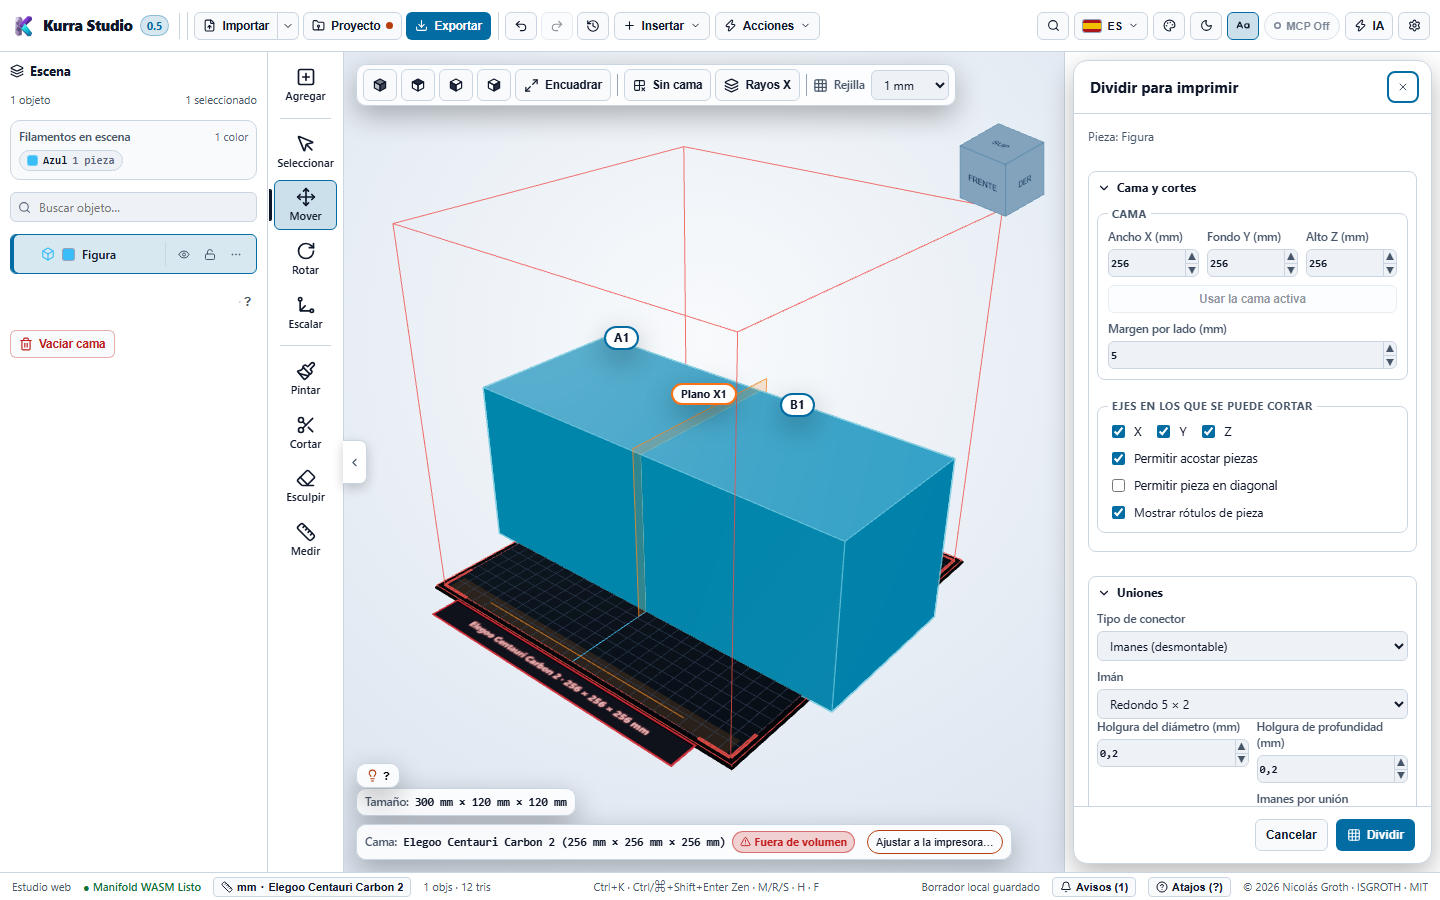 Kurra Studio 0.5
Importar
Proyecto
Exportar
Insertar
Acciones
ES
Aa
MCP Off
IA
Escena
1 objeto
1 seleccionado
Filamentos en escena
1 color
Azul 1 pieza
Buscar objeto...
Figura
· ?
Vaciar cama
Agregar
Seleccionar
Mover
Rotar
Escalar
Pintar
Cortar
Esculpir
Medir
Encuadrar
Sin cama
Rayos X
Rejilla
1 mm
SUP
FRENTE
DER
A1
Plano X1
B1
Elegoo Centauri Carbon 2 · 256 × 256 × 256 mm
?
Tamaño: 300 mm × 120 mm × 120 mm
Cama: Elegoo Centauri Carbon 2 (256 mm × 256 mm × 256 mm)
Fuera de volumen
Ajustar a la impresora...
Dividir para imprimir
Pieza: Figura
Cama y cortes
CAMA
Ancho X (mm)
Fondo Y (mm)
Alto Z (mm)
256
256
256
Usar la cama activa
Margen por lado (mm)
5
EJES EN LOS QUE SE PUEDE CORTAR
X
Y
Z
Permitir acostar piezas
Permitir pieza en diagonal
Mostrar rótulos de pieza
Uniones
Tipo de conector
Imanes (desmontable)
Imán
Redondo 5 × 2
Holgura del diámetro (mm)
Holgura de profundidad (mm)
0,2
0,2
Imanes por unión
Cancelar
Dividir
Estudio web
● Manifold WASM Listo
mm · Elegoo Centauri Carbon 2
1 objs · 12 tris
Ctrl+K · Ctrl/⌘+Shift+Enter Zen · M/R/S · H · F
Borrador local guardado
Avisos (1)
Atajos (?)
© 2026 Nicolás Groth · ISGROTH · MIT